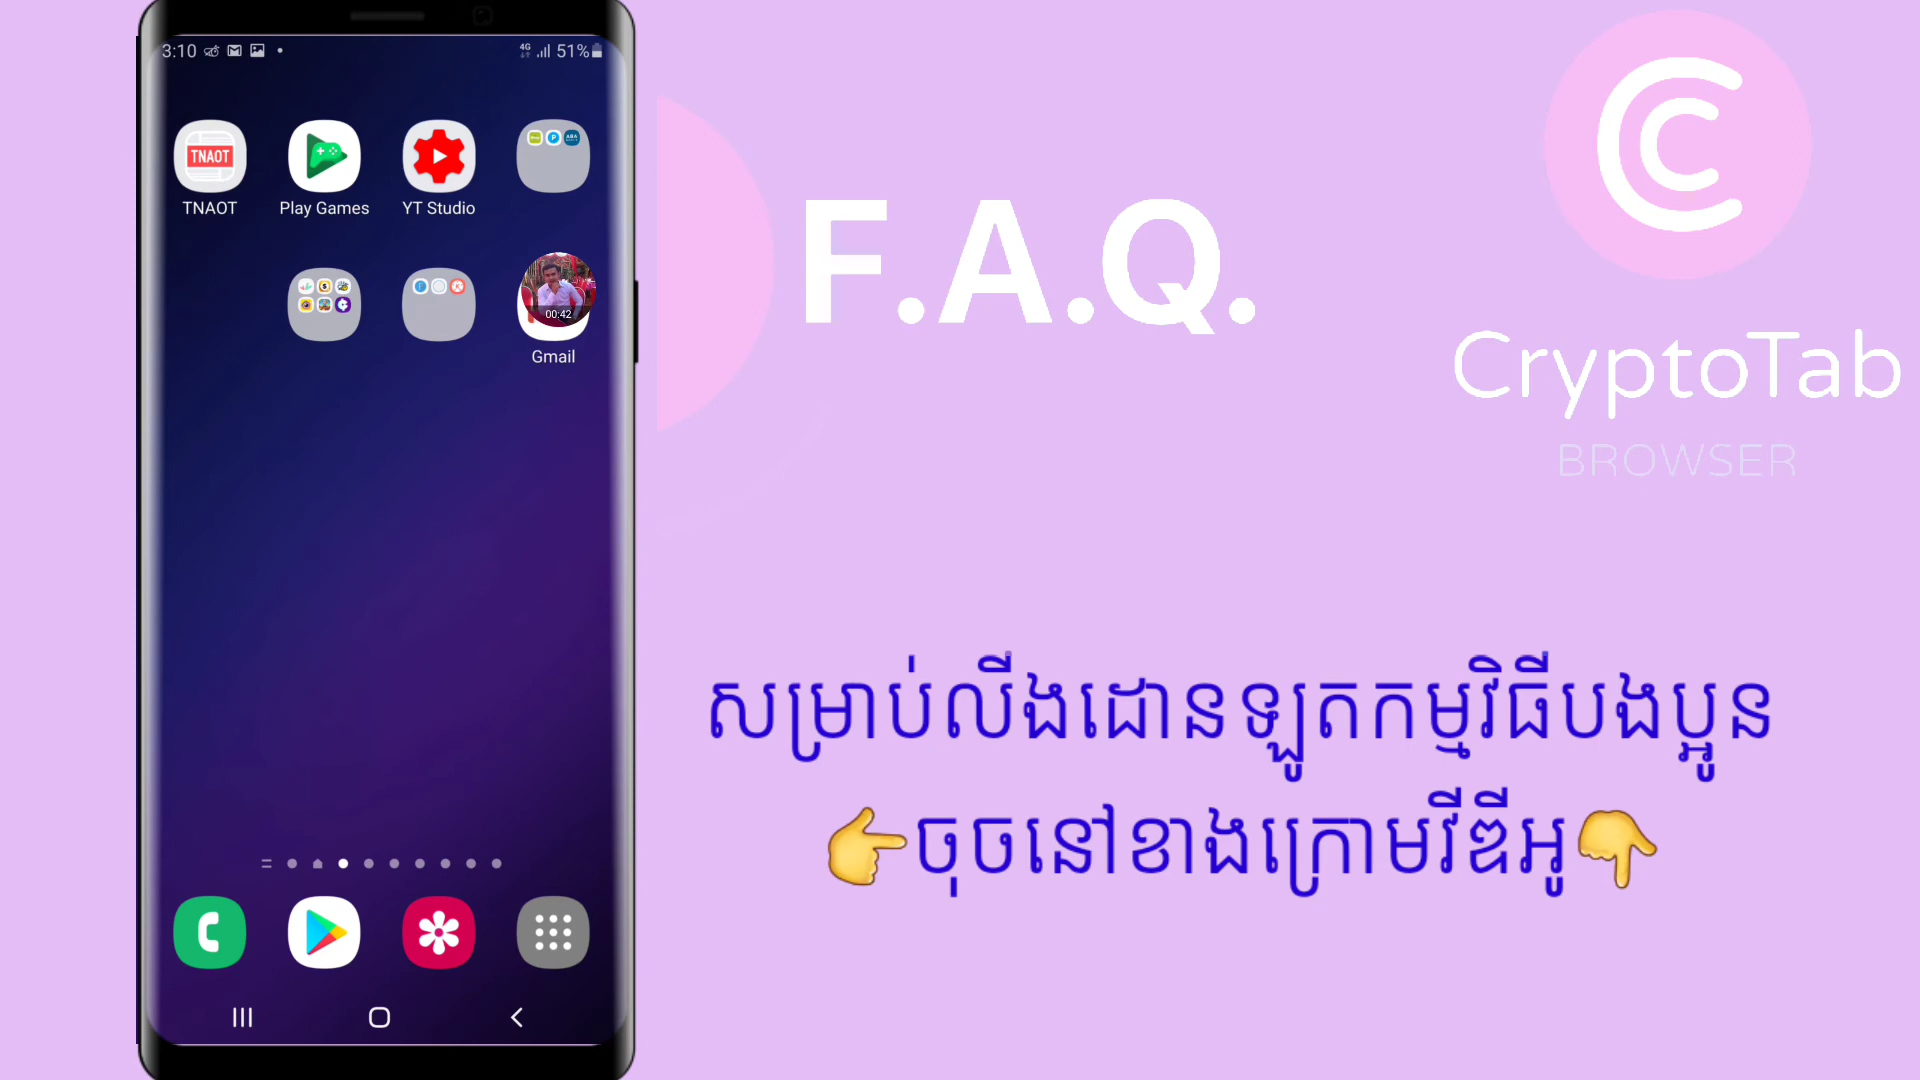 3:10
4G 51%
TNAOT
TNAOT
Play Games
YT Studio
00:42
Gmail
F.A.Q.
CryptoTab
BROWSER
សម្រាប់លីងដោនឡូតកម្មវិធីបងប្អូន
👉ចុចនៅខាងក្រោមវីឌីអូ👇